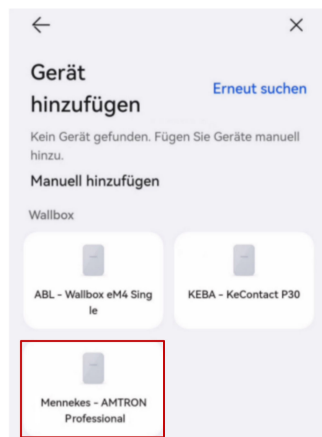 Gerät
hinzufügen
Erneut suchen
Kein Gerät gefunden. Fügen Sie Geräte manuell
hinzu.
Manuell hinzufügen
Wallbox
ABL - Wallbox eM4 Sing
le
KEBA - KeContact P30
Mennekes - AMTRON
Professional